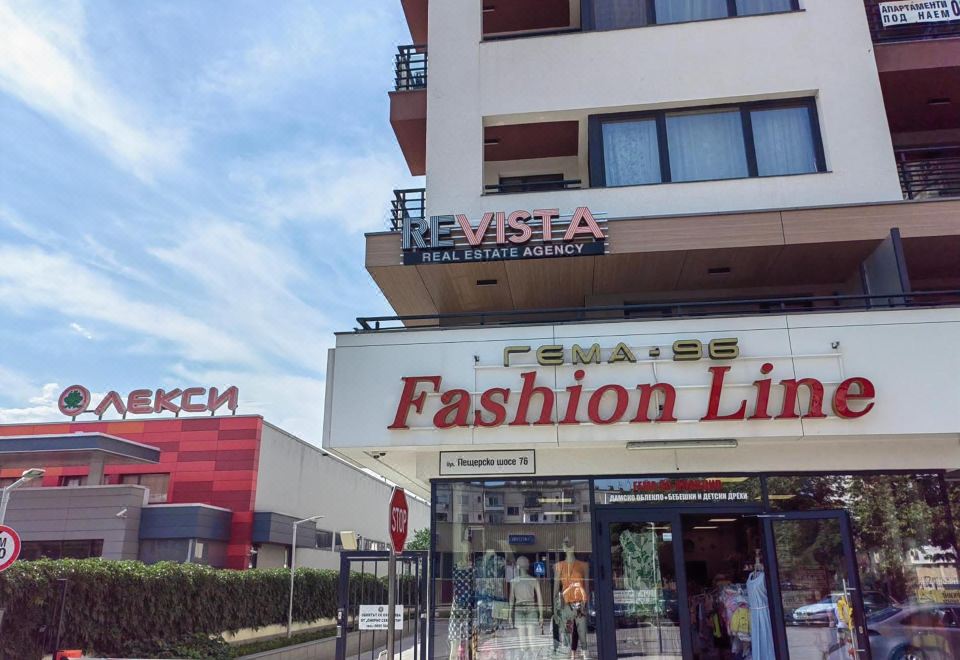 АПАРТАМЕНТИ
ПОД НАЕМ
REVISTA
REAL ESTATE AGENCY
ГЕМА - 96
Fashion Line
ЛЕКСИ
бул. Пещерско шосе 76
ДАМСКО ОБЛЕКЛО • БЕБЕШКИ И ДЕТСКИ ДРЕХИ
STOP